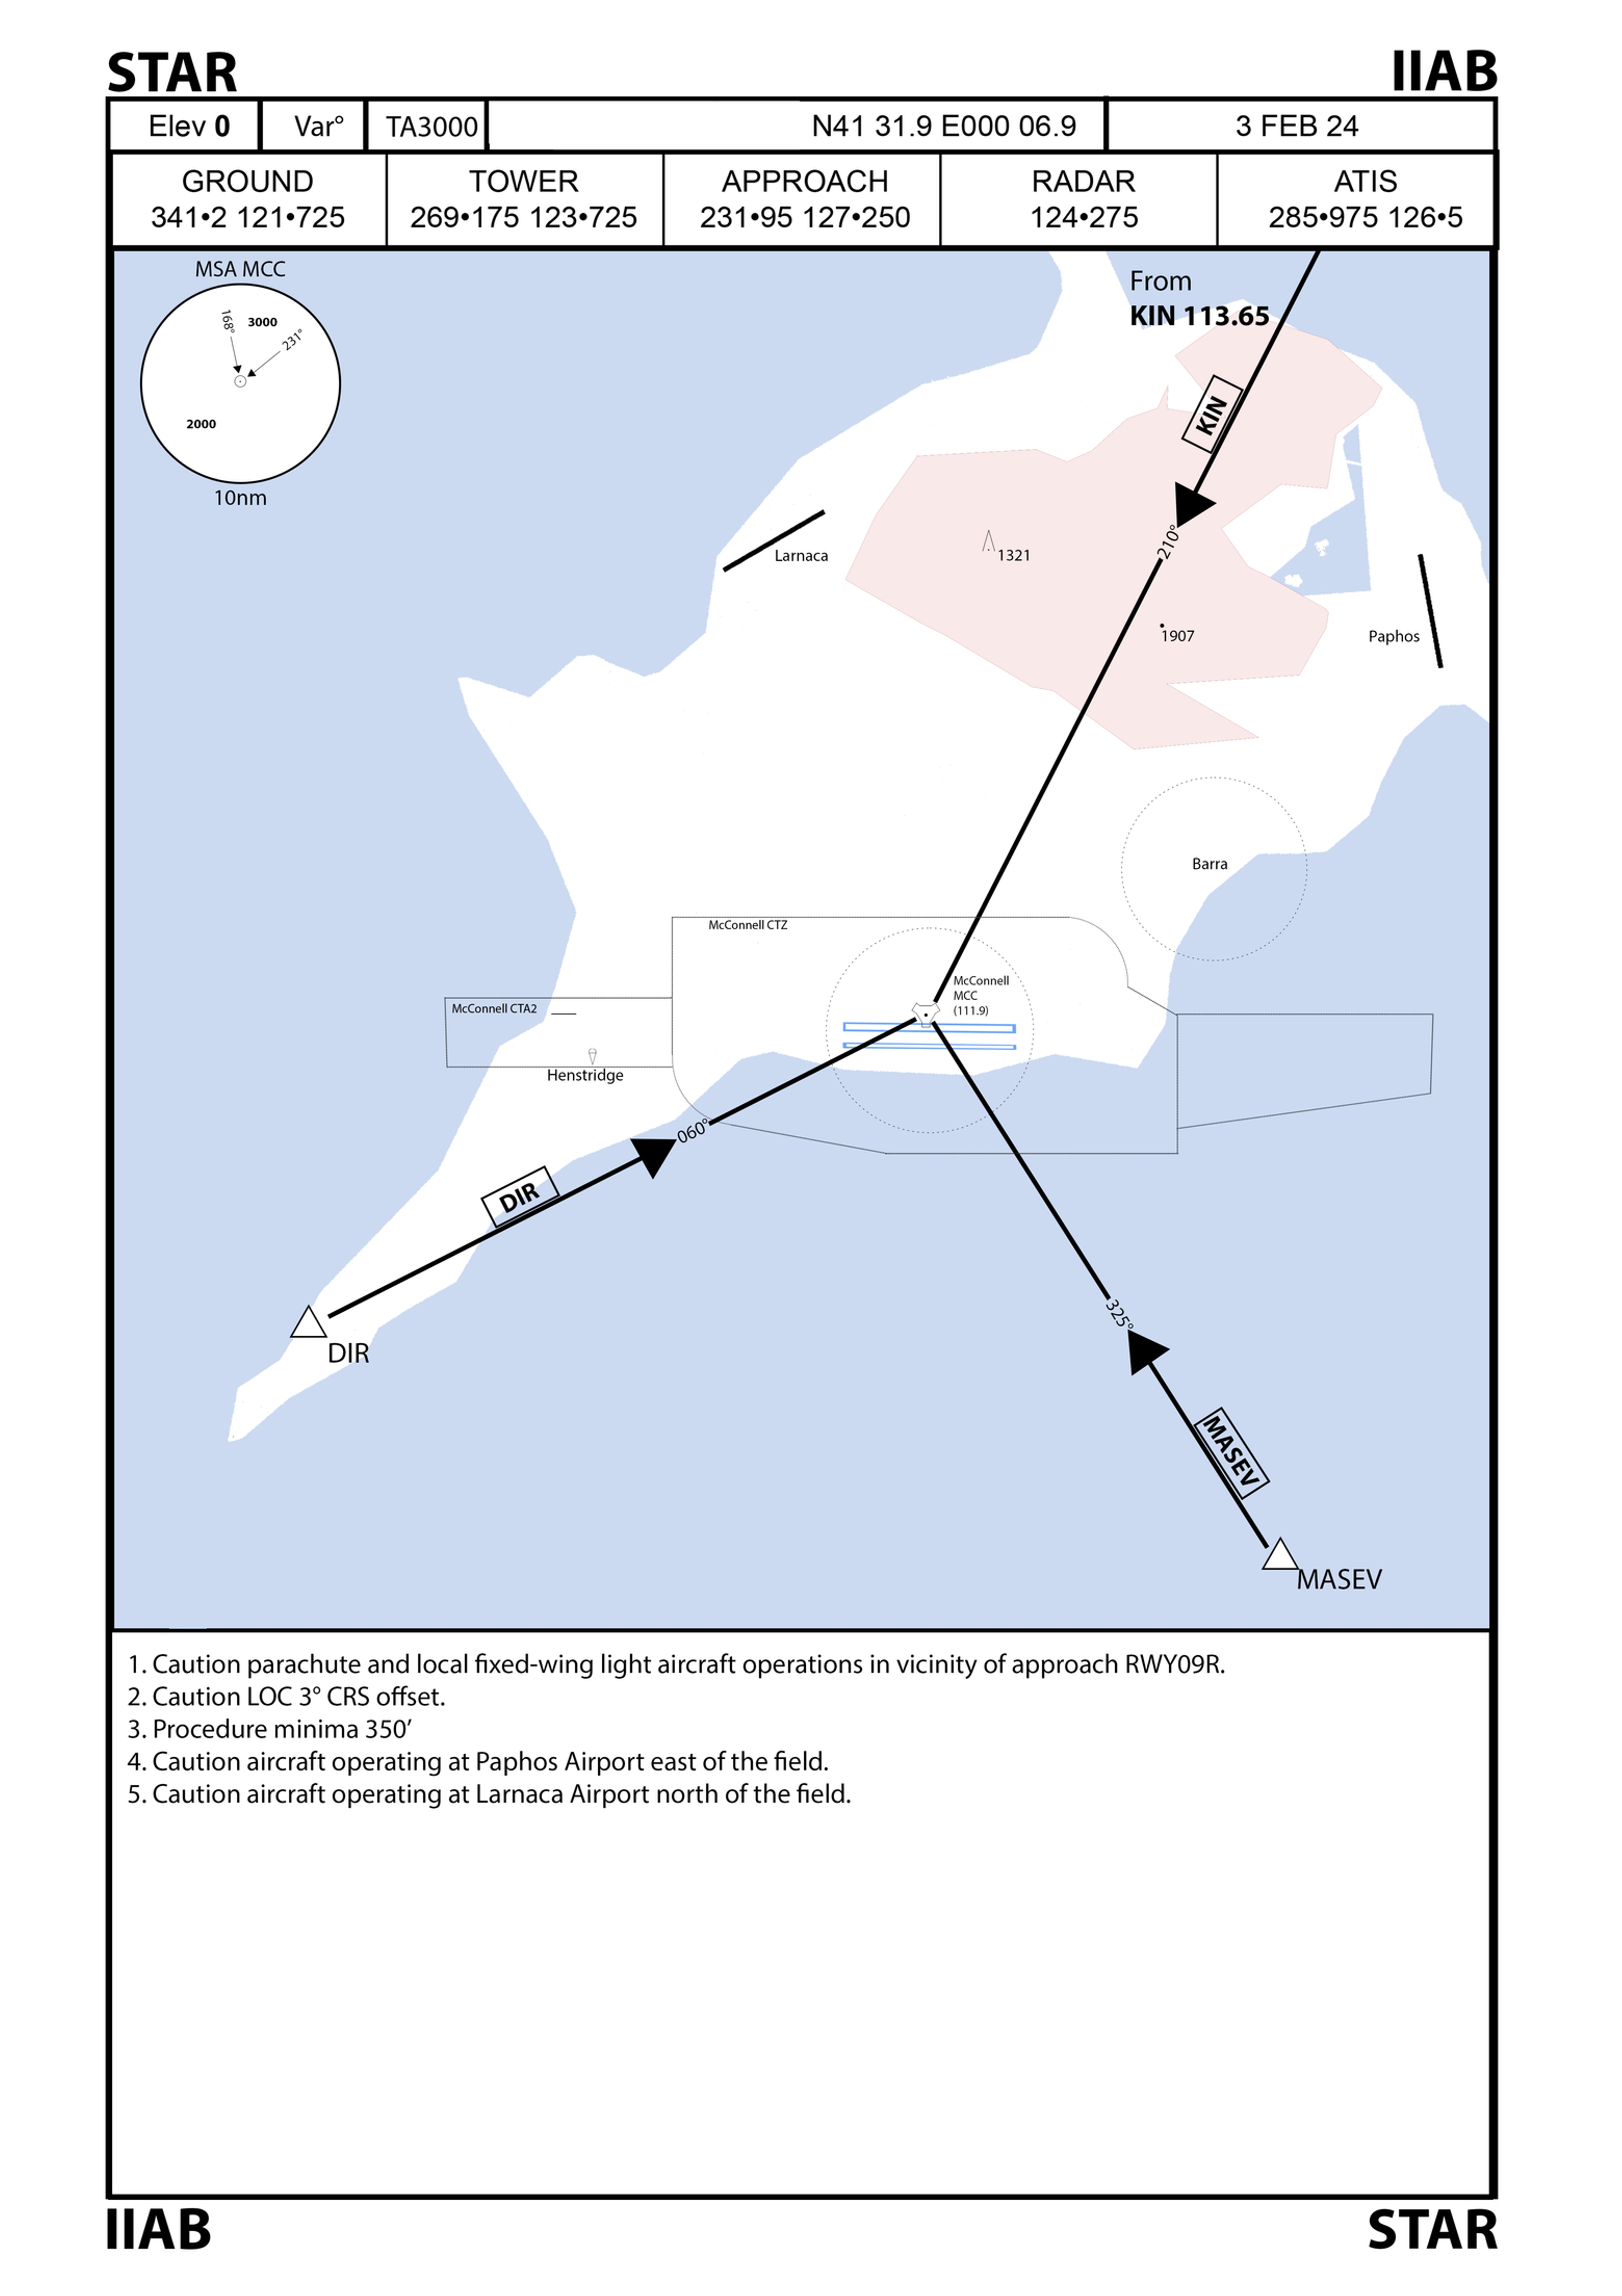 STAR
IIAB
Elev 0
Var°
TA3000
N41 31.9 E000 06.9
3 FEB 24
GROUND
341•2 121•725
TOWER
269•175 123•725
APPROACH
231•95 127•250
RADAR
124•275
ATIS
285•975 126•5
MSA MCC
168°
3000
231°
2000
10nm
From
KIN 113.65
KIN
210°
Larnaca
1321
1907
Paphos
Barra
McConnell CTZ
McConnell
MCC
(111.9)
McConnell CTA2
Henstridge
060°
DIR
DIR
325°
MASEV
MASEV
1. Caution parachute and local fixed-wing light aircraft operations in vicinity of approach RWY09R.
2. Caution LOC 3° CRS offset.
3. Procedure minima 350’
4. Caution aircraft operating at Paphos Airport east of the field.
5. Caution aircraft operating at Larnaca Airport north of the field.
IIAB
STAR